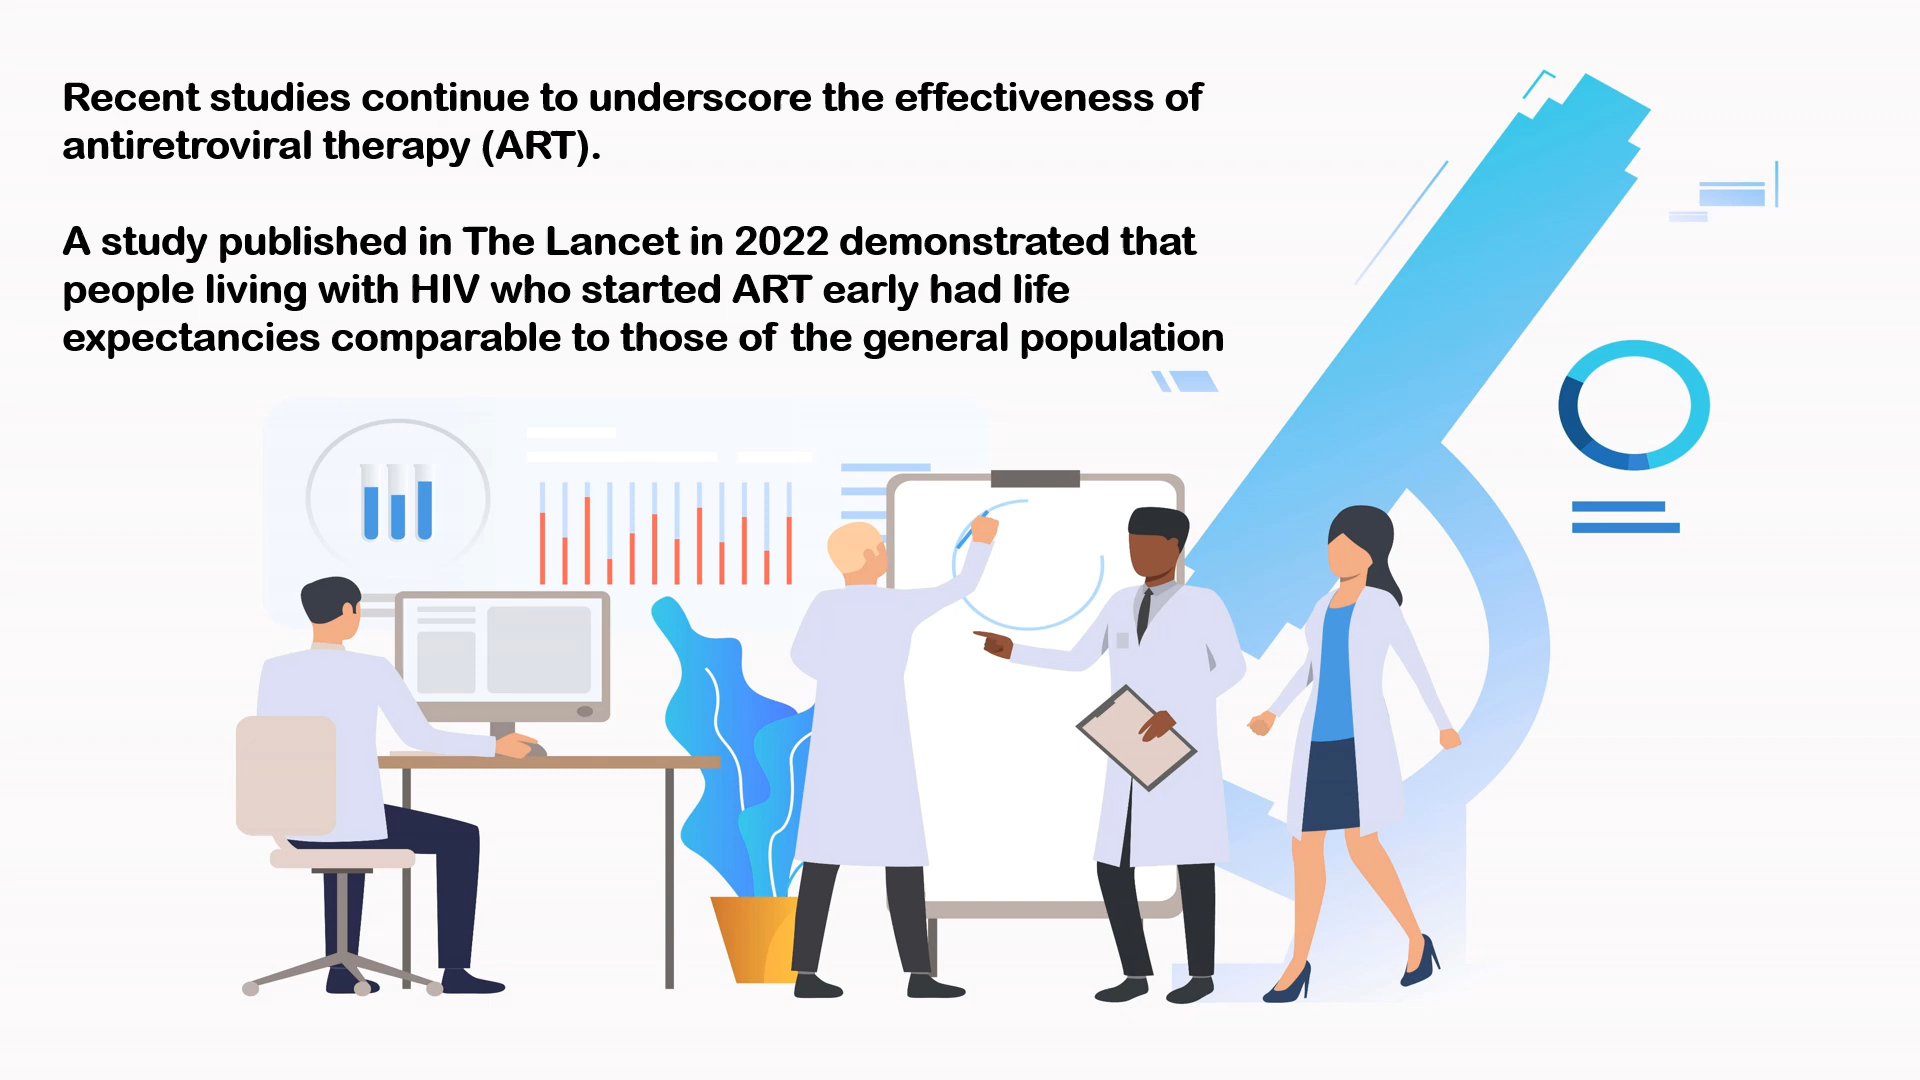 Recent studies continue to underscore the effectiveness of
antiretroviral therapy (ART).
A study published in The Lancet in 2022 demonstrated that
people living with HIV who started ART early had life
expectancies comparable to those of the general population